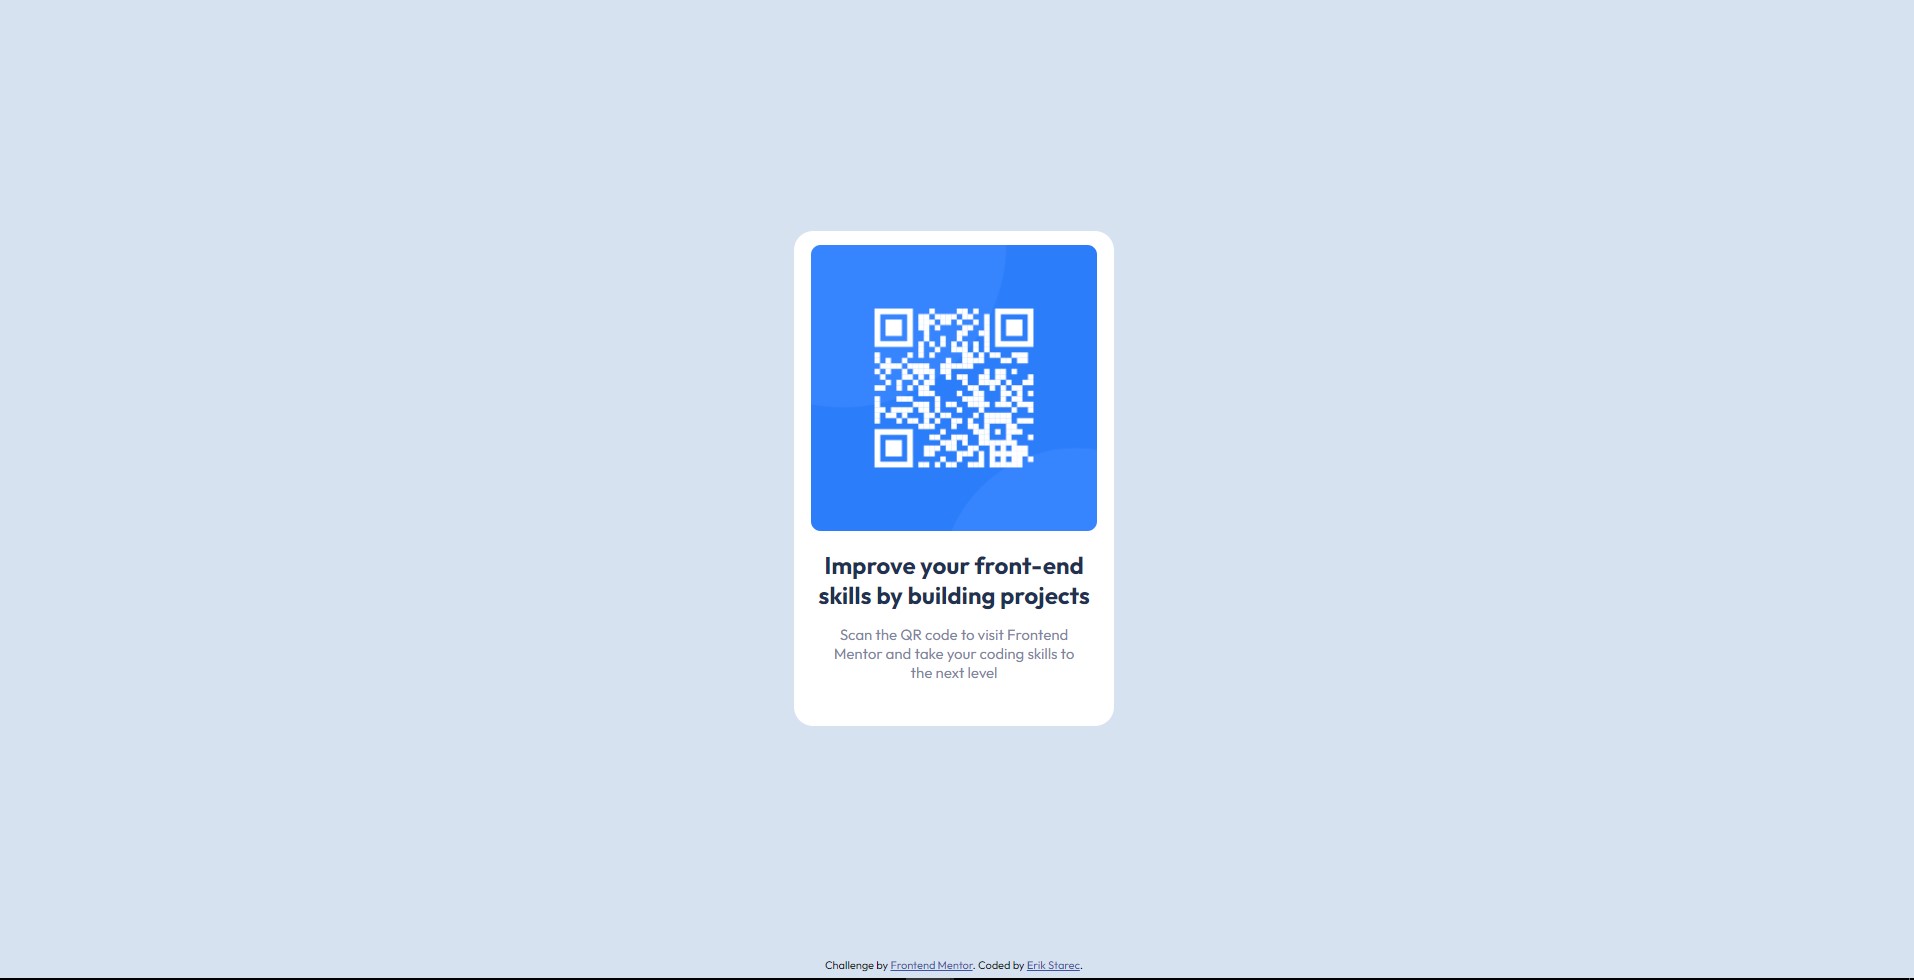 Improve your front-end
skills by building projects
Scan the QR code to visit Frontend
Mentor and take your coding skills to
the next level
Challenge by Frontend Mentor. Coded by Erik Starec.